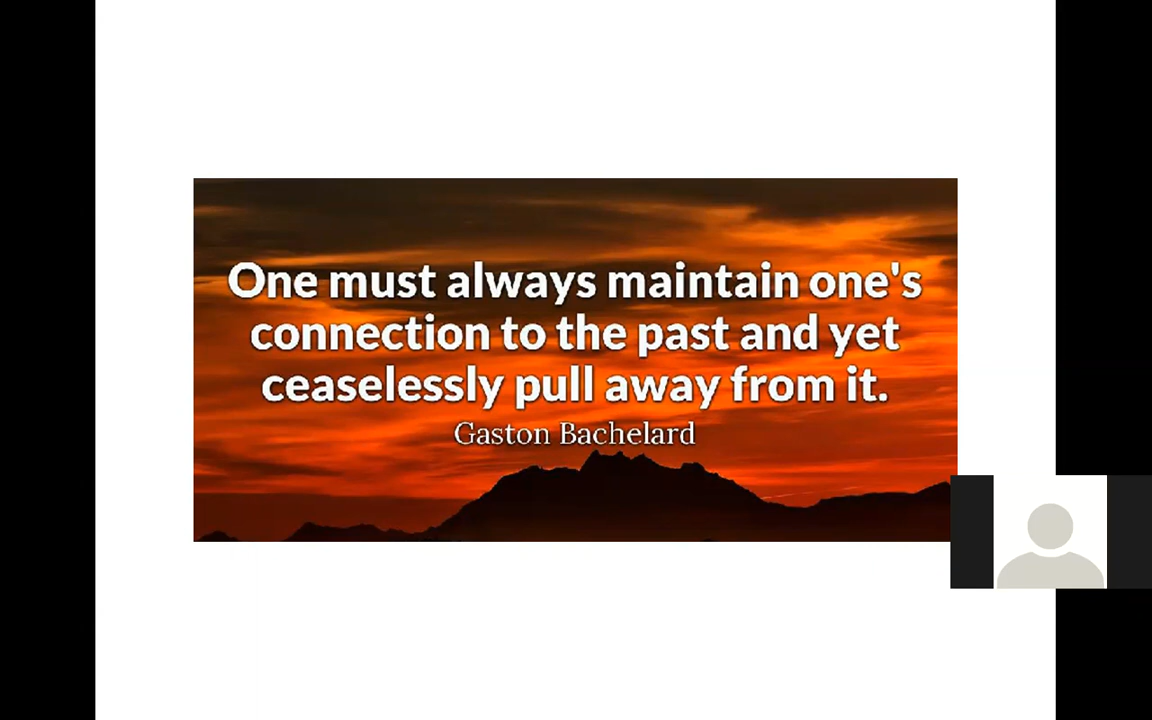 One must always maintain one's
connection to the past and yet
ceaselessly pull away from it.
Gaston Bachelard